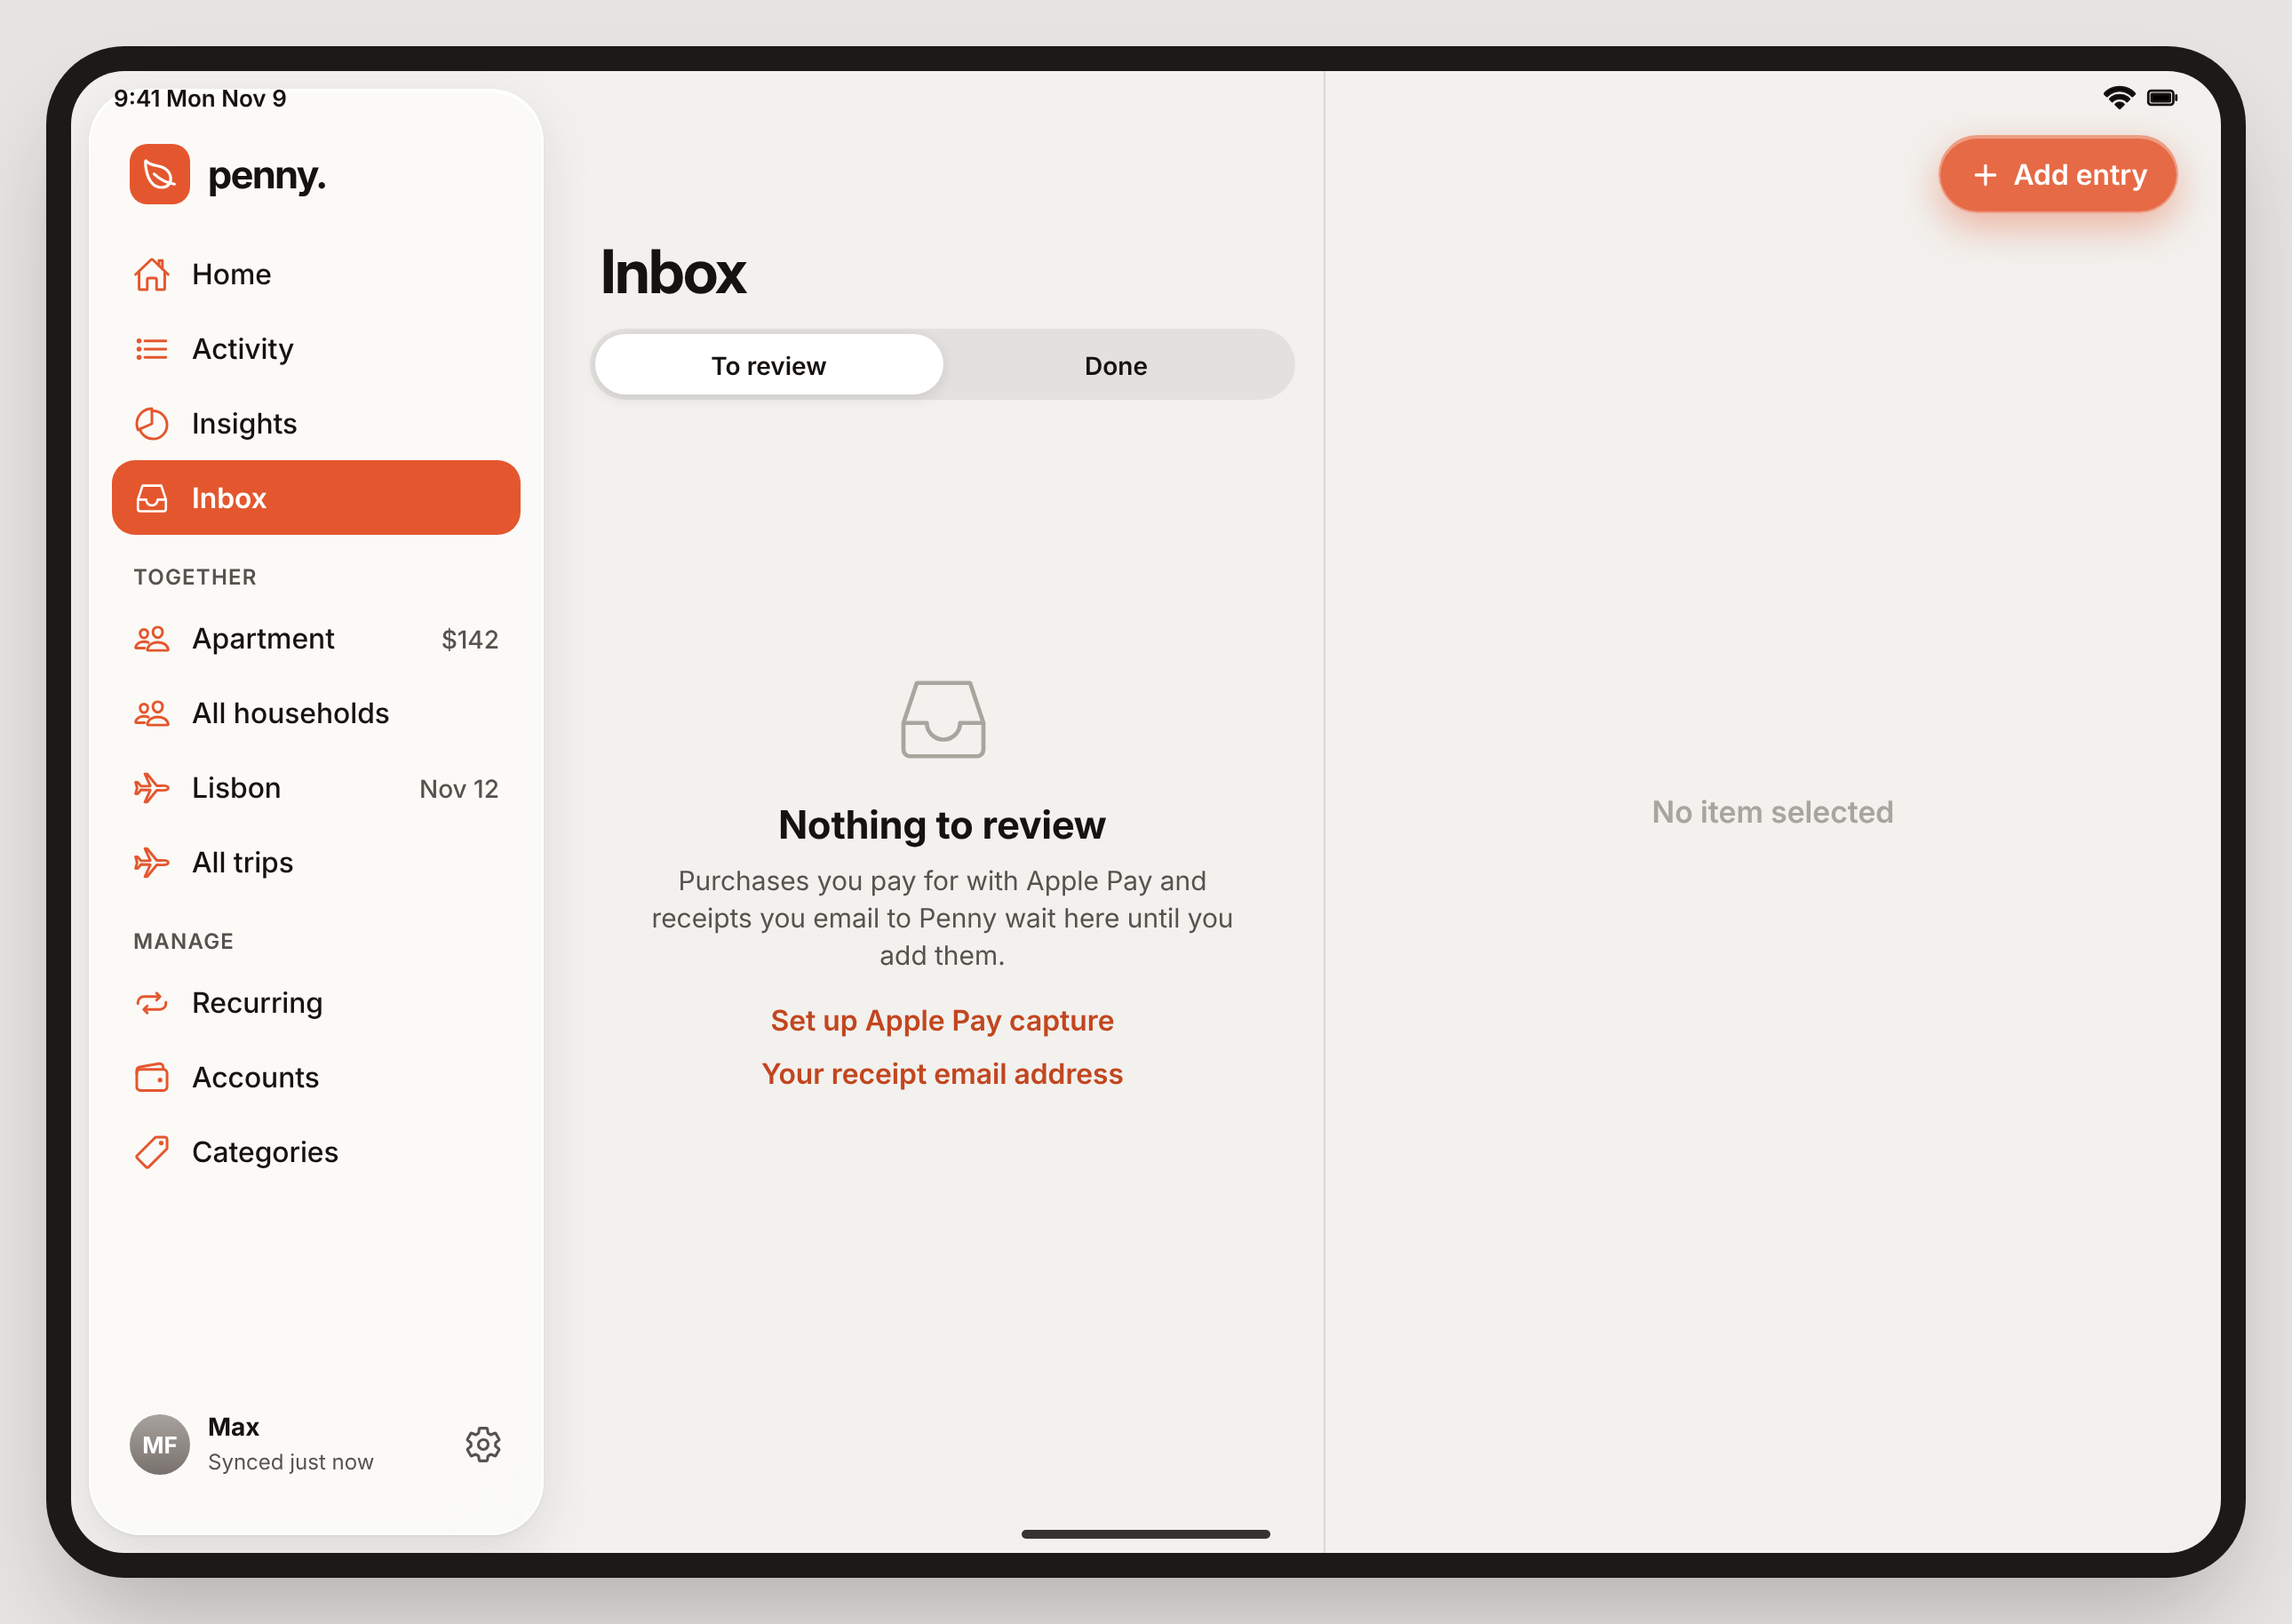 9:41 Mon Nov 9
penny.
Home
Activity
Insights
Inbox
TOGETHER
Apartment $142
All households
Lisbon Nov 12
All trips
MANAGE
Recurring
Accounts
Categories
MF
Max
Synced just now
Inbox
To review Done
Nothing to review
Purchases you pay for with Apple Pay and
receipts you email to Penny wait here until you
add them.
Set up Apple Pay capture
Your receipt email address
+ Add entry
No item selected